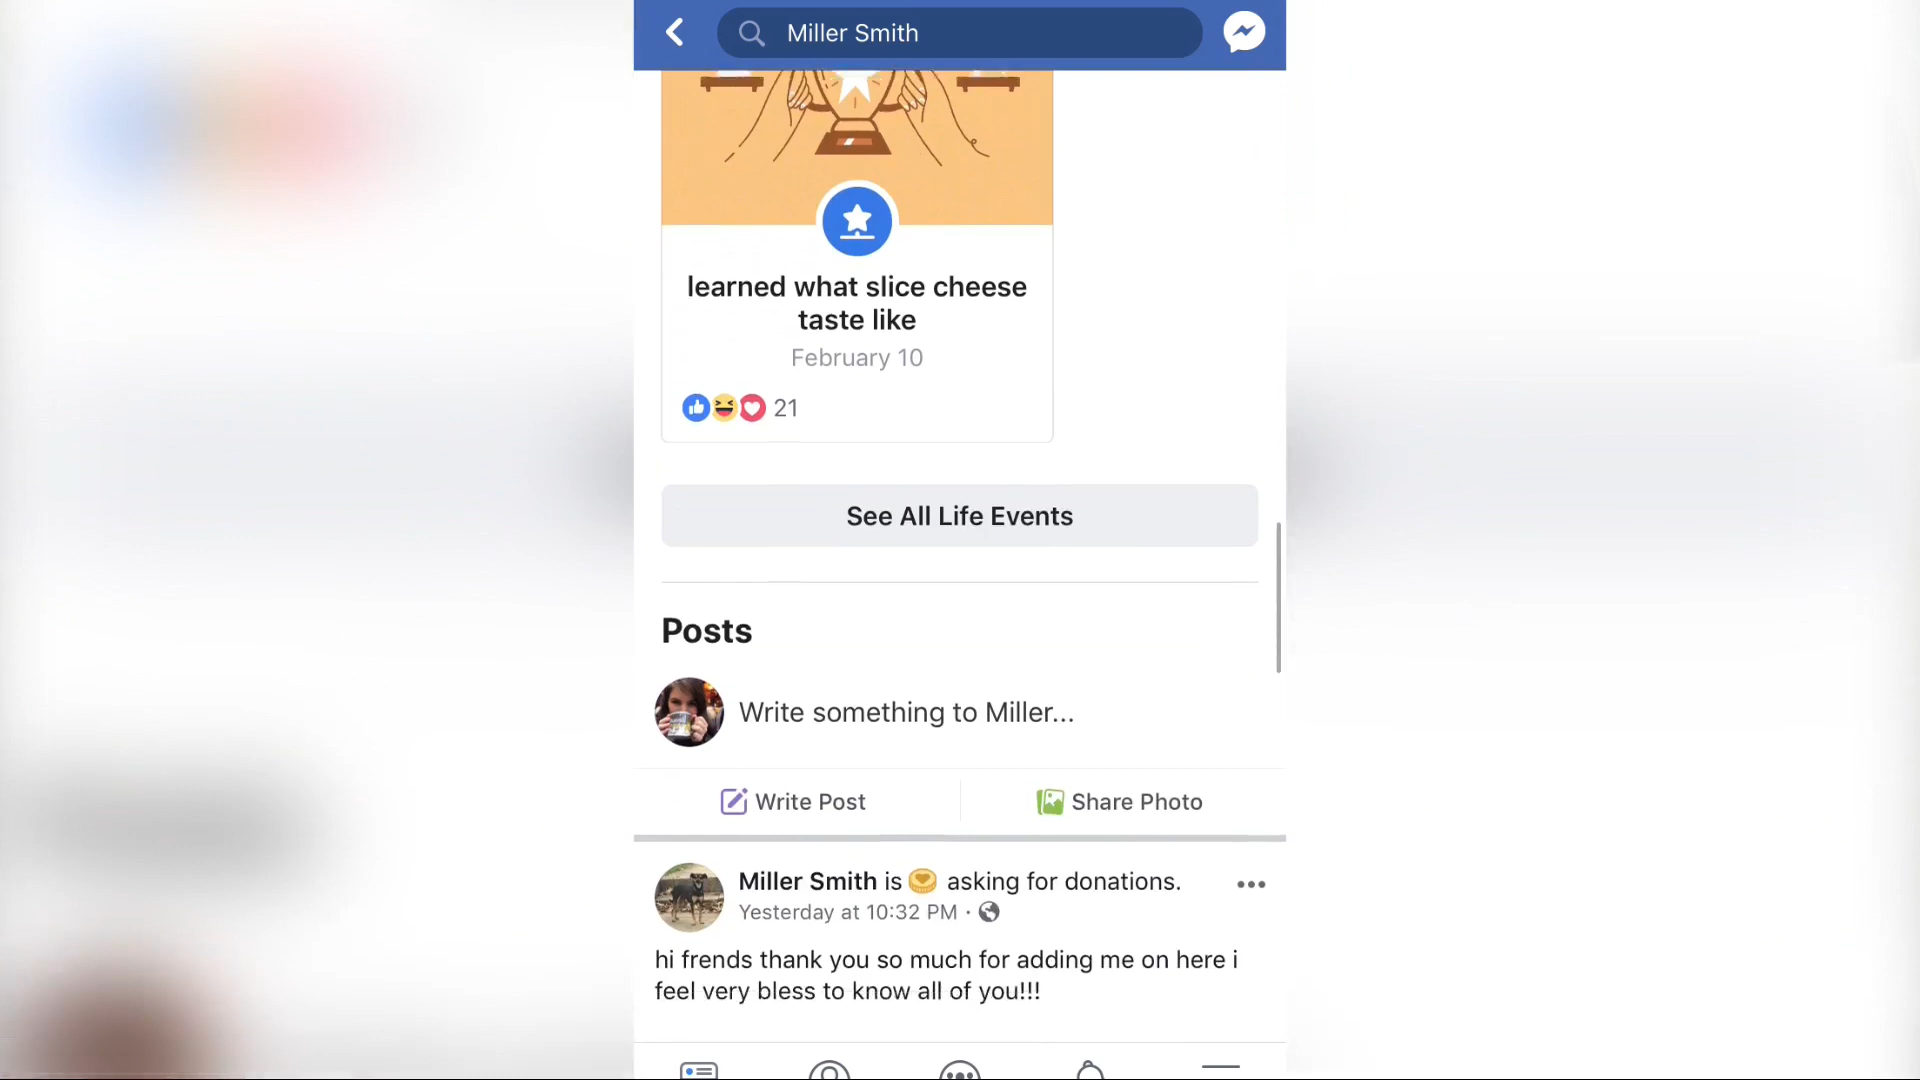 Miller Smith
learned what slice cheese
taste like
February 10
21
See All Life Events
Posts
Write something to Miller...
Write Post
Share Photo
Miller Smith is asking for donations.
Yesterday at 10:32 PM ·
hi frends thank you so much for adding me on here i
feel very bless to know all of you!!!